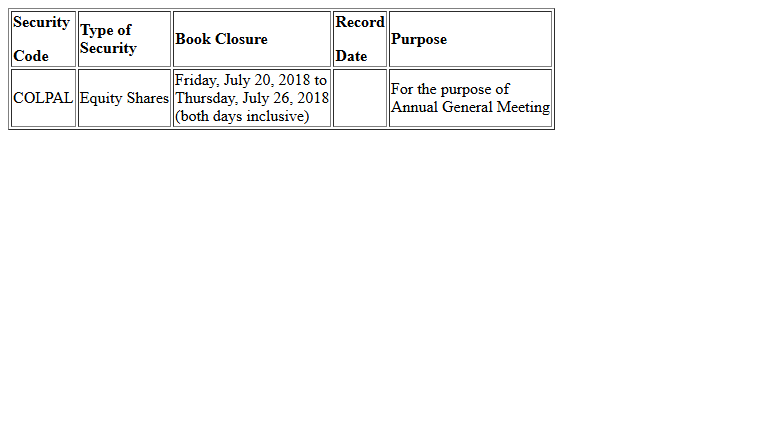 Security
Code
Type of
Security
Book Closure
Record
Date
Purpose
COLPAL
Equity Shares
Friday, July 20, 2018 to
Thursday, July 26, 2018
(both days inclusive)
For the purpose of
Annual General Meeting